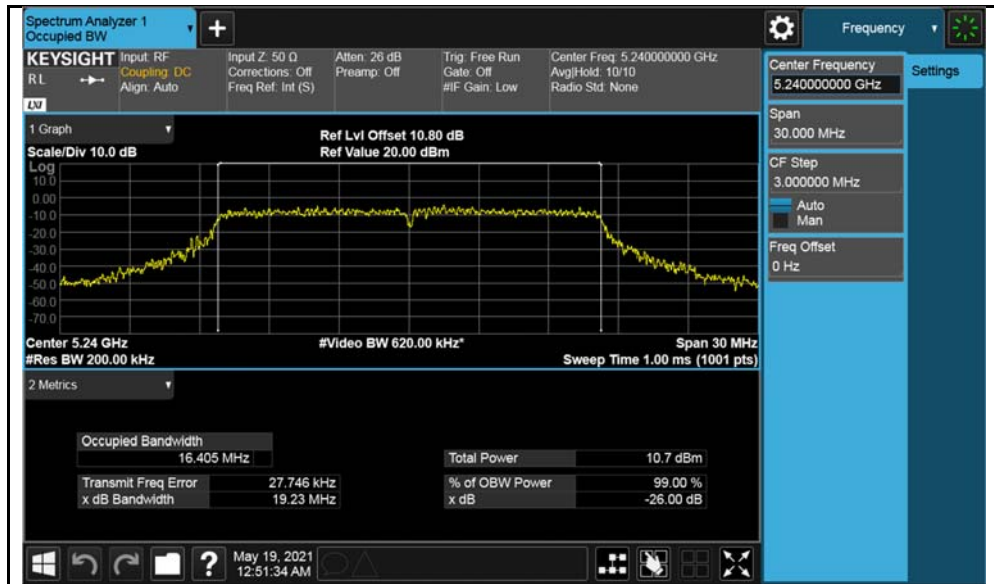 Spectrum Analyzer 1
Occupied BW
Frequency
KEYSIGHT
R L
LXI
Input: RF
Coupling: DC
Align: Auto
Input Z: 50 Ω
Corrections: Off
Freq Ref: Int (S)
Atten: 26 dB
Preamp: Off
Trig: Free Run
Gate: Off
#IF Gain: Low
Center Freq: 5.240000000 GHz
Avg|Hold: 10/10
Radio Std: None
Center Frequency
5.240000000 GHz
Settings
Span
30.000 MHz
CF Step
3.000000 MHz
Auto
Man
Freq Offset
0 Hz
1 Graph
Scale/Div 10.0 dB
Ref Lvl Offset 10.80 dB
Ref Value 20.00 dBm
Log
10.0
0.00
-10.0
-20.0
-30.0
-40.0
-50.0
-60.0
-70.0
Center 5.24 GHz
#Res BW 200.00 kHz
#Video BW 620.00 kHz*
Span 30 MHz
Sweep Time 1.00 ms (1001 pts)
2 Metrics
Occupied Bandwidth
16.405 MHz
Total Power 10.7 dBm
Transmit Freq Error 27.746 kHz
% of OBW Power 99.00 %
x dB Bandwidth 19.23 MHz
x dB -26.00 dB
?
May 19, 2021
12:51:34 AM